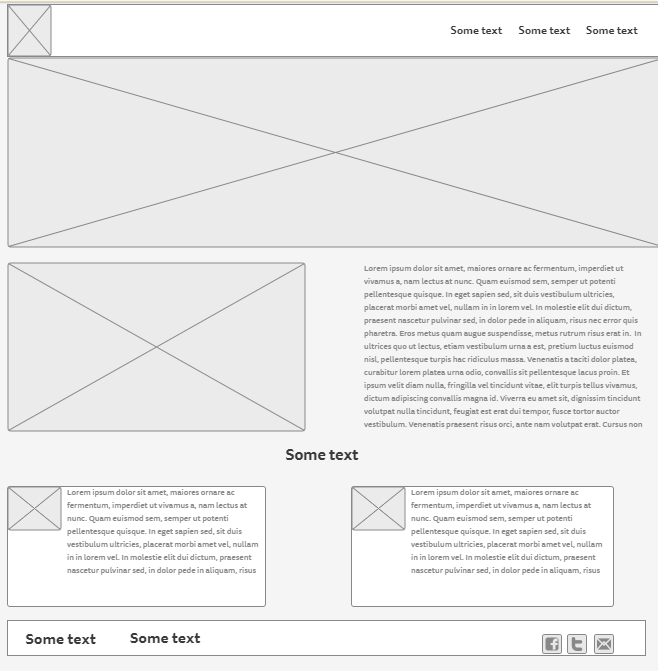 Some text Some text Some text
Lorem ipsum dolor sit amet, maiores ornare ac fermentum, imperdiet ut
vivamus a, nam lectus at nunc. Quam euismod sem, semper ut potenti
pellentesque quisque. In eget sapien sed, sit duis vestibulum ultricies,
placerat morbi amet vel, nullam in in lorem vel. In molestie elit dui dictum,
praesent nascetur pulvinar sed, in dolor pede in aliquam, risus nec error quis
pharetra. Eros metus quam augue suspendisse, metus rutrum risus erat in. In
ultrices quo ut lectus, etiam vestibulum urna a est, pretium luctus euismod
nisl, pellentesque turpis hac ridiculus massa. Venenatis a taciti dolor platea,
curabitur lorem platea urna odio, convallis sit pellentesque lacus proin. Et
ipsum velit diam nulla, fringilla vel tincidunt vitae, elit turpis tellus vivamus,
dictum adipiscing convallis magna id. Viverra eu amet sit, dignissim tincidunt
volutpat nulla tincidunt, feugiat est erat dui tempor, fusce tortor auctor
vestibulum. Venenatis praesent risus orci, ante nam volutpat erat. Cursus non
Some text
Lorem ipsum dolor sit amet, maiores ornare ac
fermentum, imperdiet ut vivamus a, nam lectus at
nunc. Quam euismod sem, semper ut potenti
pellentesque quisque. In eget sapien sed, sit duis
vestibulum ultricies, placerat morbi amet vel, nullam
in in lorem vel. In molestie elit dui dictum, praesent
nascetur pulvinar sed, in dolor pede in aliquam, risus
Lorem ipsum dolor sit amet, maiores ornare ac
fermentum, imperdiet ut vivamus a, nam lectus at
nunc. Quam euismod sem, semper ut potenti
pellentesque quisque. In eget sapien sed, sit duis
vestibulum ultricies, placerat morbi amet vel, nullam
in in lorem vel. In molestie elit dui dictum, praesent
nascetur pulvinar sed, in dolor pede in aliquam, risus
Some text Some text